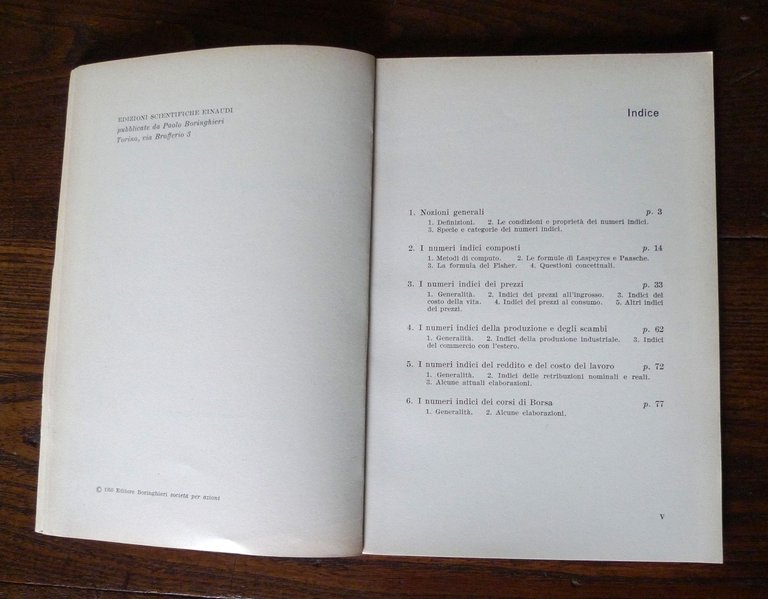 EDIZIONI SCIENTIFICHE EINAUDI
pubblicate da Paolo Boringhieri
Torino, via Brofferio 3
© Editore Boringhieri società per azioni
Indice
1. Nozioni generali p. 3
1. Definizioni. 2. Le condizioni e proprietà dei numeri indici.
3. Specie e categorie dei numeri indici.
2. I numeri indici composti p. 14
1. Metodi di computo. 2. Le formule di Laspeyres e Paasche.
3. La formula del Fisher. 4. Questioni concettuali.
3. I numeri indici dei prezzi p. 33
1. Generalità. 2. Indici dei prezzi all'ingrosso. 3. Indici del
costo della vita. 4. Indici dei prezzi al consumo. 5. Altri indici
dei prezzi.
4. I numeri indici della produzione e degli scambi p. 62
1. Generalità. 2. Indici della produzione industriale. 3. Indici
del commercio con l'estero.
5. I numeri indici del reddito e del costo del lavoro p. 72
1. Generalità. 2. Indici delle retribuzioni nominali e reali.
3. Alcune attuali elaborazioni.
6. I numeri indici dei corsi di Borsa p. 77
1. Generalità. 2. Alcune elaborazioni.
V